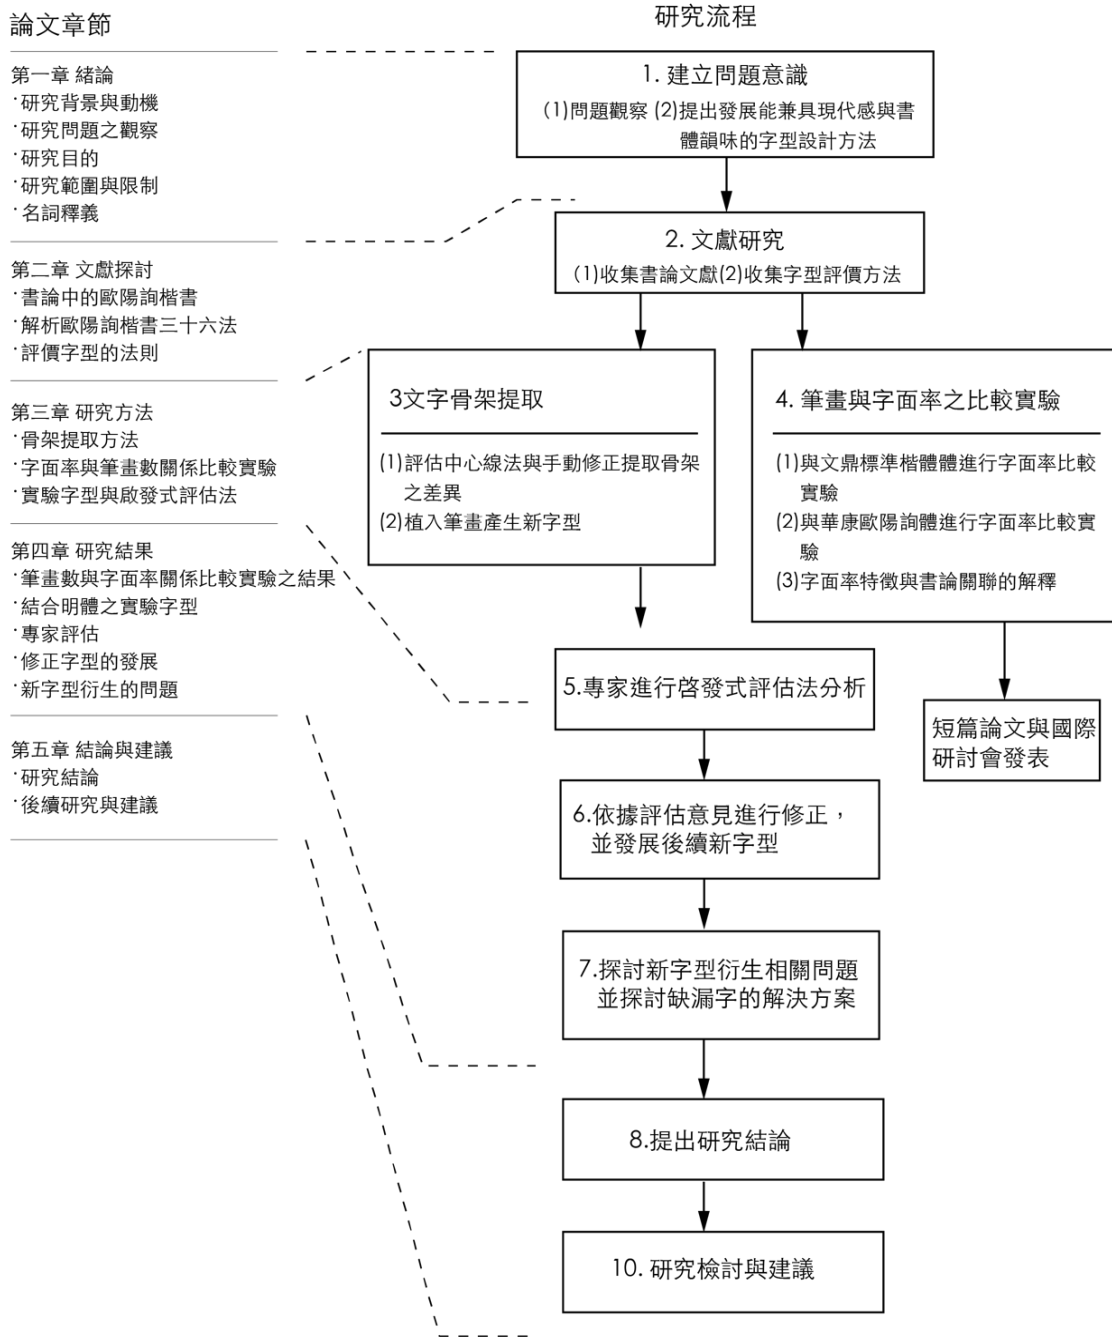 論文章節
第一章 緒論
·研究背景與動機
·研究問題之觀察
·研究目的
·研究範圍與限制
·名詞釋義
第二章 文獻探討
·書論中的歐陽詢楷書
·解析歐陽詢楷書三十六法
·評價字型的法則
第三章 研究方法
·骨架提取方法
·字面率與筆畫數關係比較實驗
·實驗字型與啟發式評估法
第四章 研究結果
·筆畫數與字面率關係比較實驗之結果
·結合明體之實驗字型
·專家評估
·修正字型的發展
·新字型衍生的問題
第五章 結論與建議
·研究結論
·後續研究與建議
研究流程
1. 建立問題意識
(1)問題觀察 (2)提出發展能兼具現代感與書
體韻味的字型設計方法
2. 文獻研究
(1)收集書論文獻(2)收集字型評價方法
3文字骨架提取
(1)評估中心線法與手動修正提取骨架
之差異
(2)植入筆畫產生新字型
4. 筆畫與字面率之比較實驗
(1)與文鼎標準楷體體進行字面率比較
實驗
(2)與華康歐陽詢體進行字面率比較實
驗
(3)字面率特徵與書論關聯的解釋
5.專家進行啓發式評估法分析
短篇論文與國際
研討會發表
6.依據評估意見進行修正，
並發展後續新字型
7.探討新字型衍生相關問題
並探討缺漏字的解決方案
8.提出研究結論
10. 研究檢討與建議